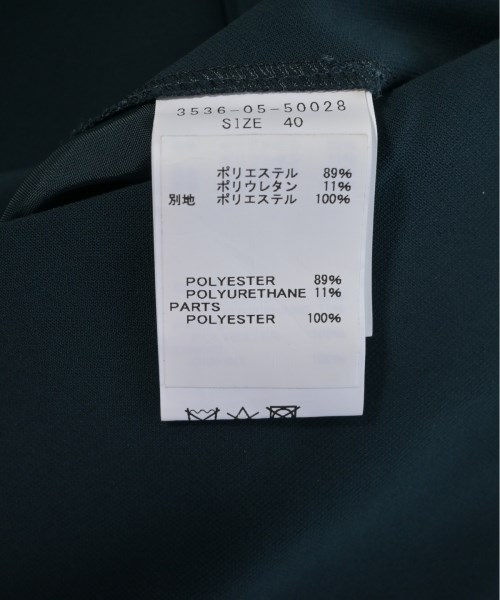 3536-05-50028
SIZE 40
ポリエステル 89%
ポリウレタン 11%
別地 ポリエステル 100%
POLYESTER 89%
POLYURETHANE 11%
PARTS
POLYESTER 100%